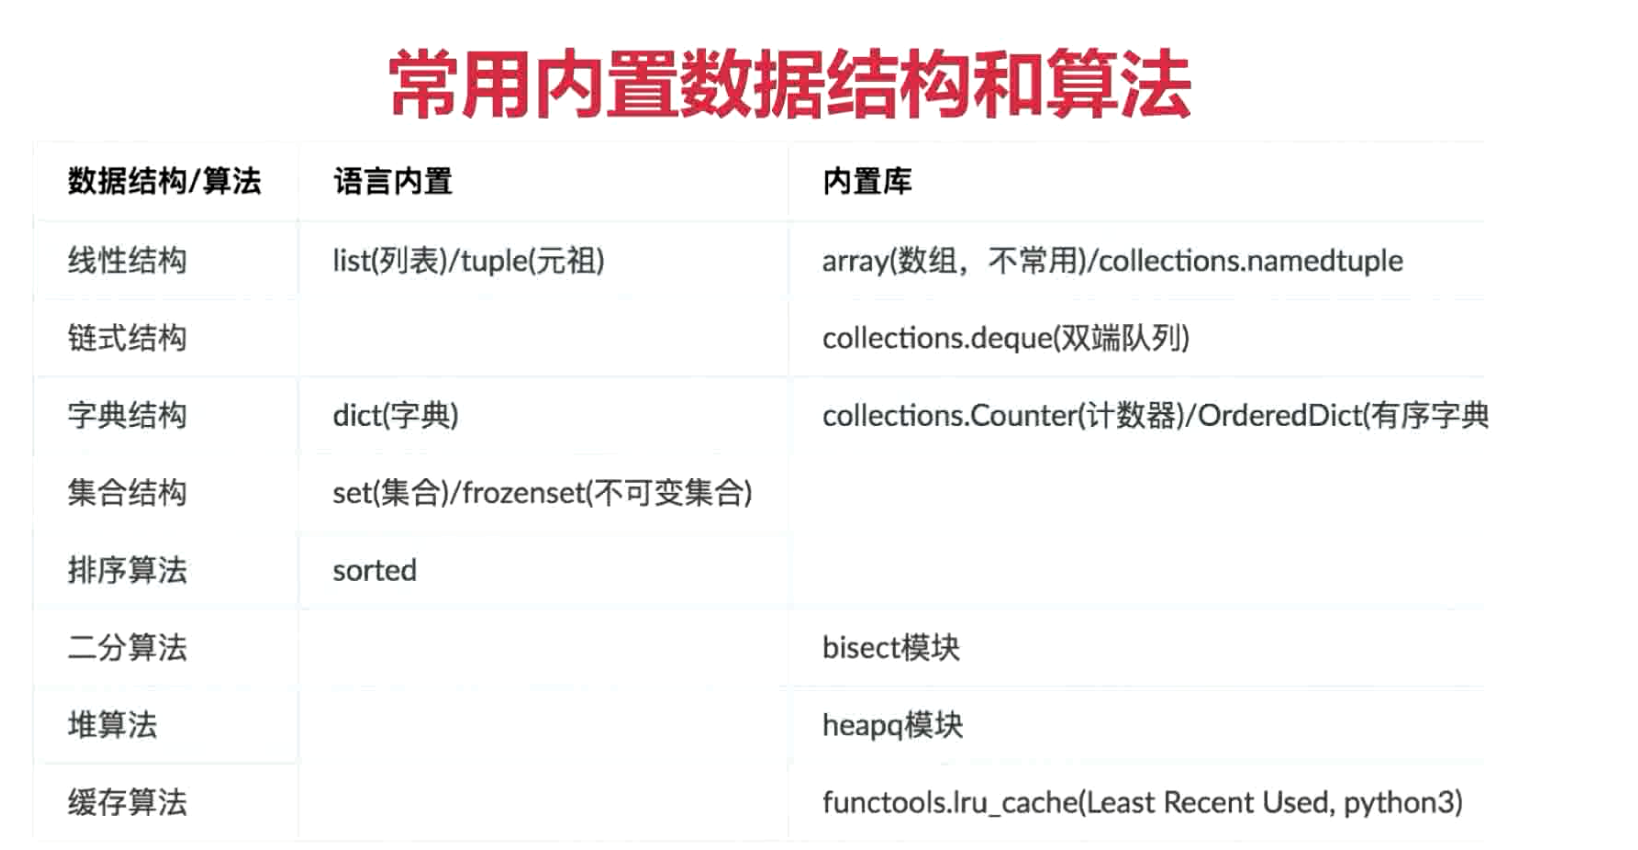 常用内置数据结构和算法
数据结构/算法 语言内置 内置库
线性结构 list(列表)/tuple(元祖) array(数组，不常用)/collections.namedtuple
链式结构 collections.deque(双端队列)
字典结构 dict(字典) collections.Counter(计数器)/OrderedDict(有序字典
集合结构 set(集合)/frozenset(不可变集合)
排序算法 sorted
二分算法 bisect模块
堆算法 heapq模块
缓存算法 functools.lru_cache(Least Recent Used, python3)